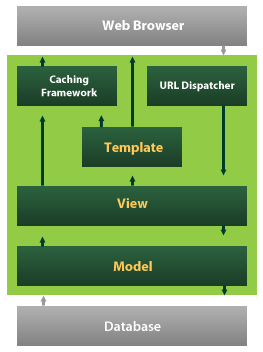 Web Browser
Caching
Framework
URL Dispatcher
Template
View
Model
Database